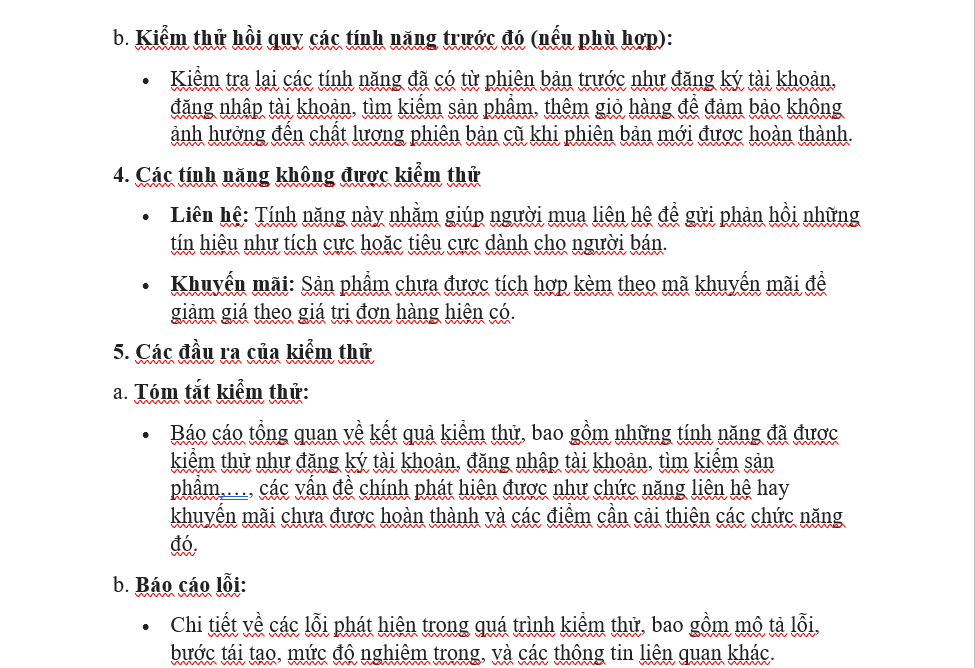 b. Kiểm thử hồi quy các tính năng trước đó (nếu phù hợp):
• Kiểm tra lại các tính năng đã có từ phiên bản trước như đăng ký tài khoản,
đăng nhập tài khoản, tìm kiếm sản phẩm, thêm giỏ hàng để đảm bảo không
ảnh hưởng đến chất lượng phiên bản cũ khi phiên bản mới được hoàn thành.
4. Các tính năng không được kiểm thử
• Liên hệ: Tính năng này nhằm giúp người mua liên hệ để gửi phản hồi những
tín hiệu như tích cực hoặc tiêu cực dành cho người bán.
• Khuyến mãi: Sản phẩm chưa được tích hợp kèm theo mã khuyến mãi để
giảm giá theo giá trị đơn hàng hiện có.
5. Các đầu ra của kiểm thử
a. Tóm tắt kiểm thử:
• Báo cáo tổng quan về kết quả kiểm thử, bao gồm những tính năng đã được
kiểm thử như đăng ký tài khoản, đăng nhập tài khoản, tìm kiếm sản
phẩm,…, các vấn đề chính phát hiện được như chức năng liên hệ hay
khuyến mãi chưa được hoàn thành và các điểm cần cải thiện các chức năng
đó.
b. Báo cáo lỗi:
• Chi tiết về các lỗi phát hiện trong quá trình kiểm thử, bao gồm mô tả lỗi,
bước tái tạo, mức độ nghiêm trọng, và các thông tin liên quan khác.